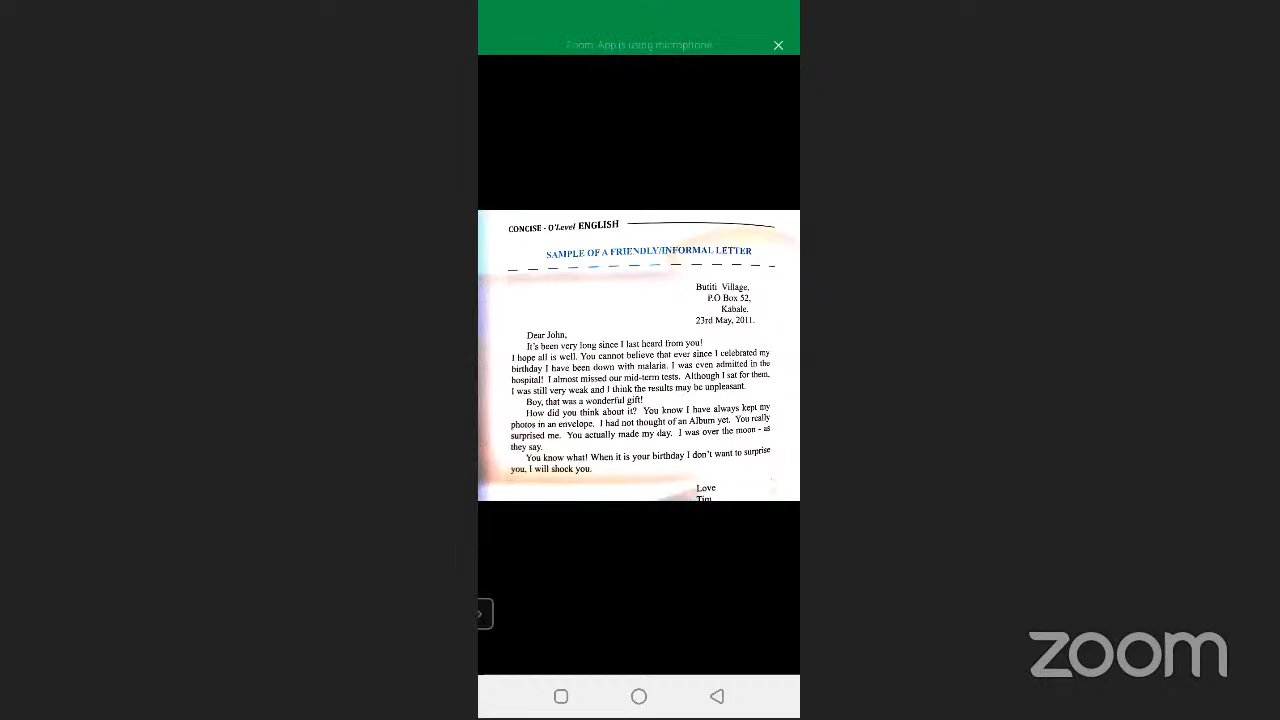 Zoom App is using microphone
CONCISE - O'Level ENGLISH
SAMPLE OF A FRIENDLY/INFORMAL LETTER
Butiti Village,
P.O Box 52,
Kabale.
23rd May, 2011.
Dear John,
It's been very long since I last heard from you!
I hope all is well. You cannot believe that ever since I celebrated my
birthday I have been down with malaria. I was even admitted in the
hospital! I almost missed our mid-term tests. Although I sat for them,
I was still very weak and I think the results may be unpleasant.
Boy, that was a wonderful gift!
How did you think about it? You know I have always kept my
photos in an envelope. I had not thought of an Album yet. You really
surprised me. You actually made my day. I was over the moon - as
they say.
You know what! When it is your birthday I don't want to surprise
you, I will shock you.
Love
Tim
zoom